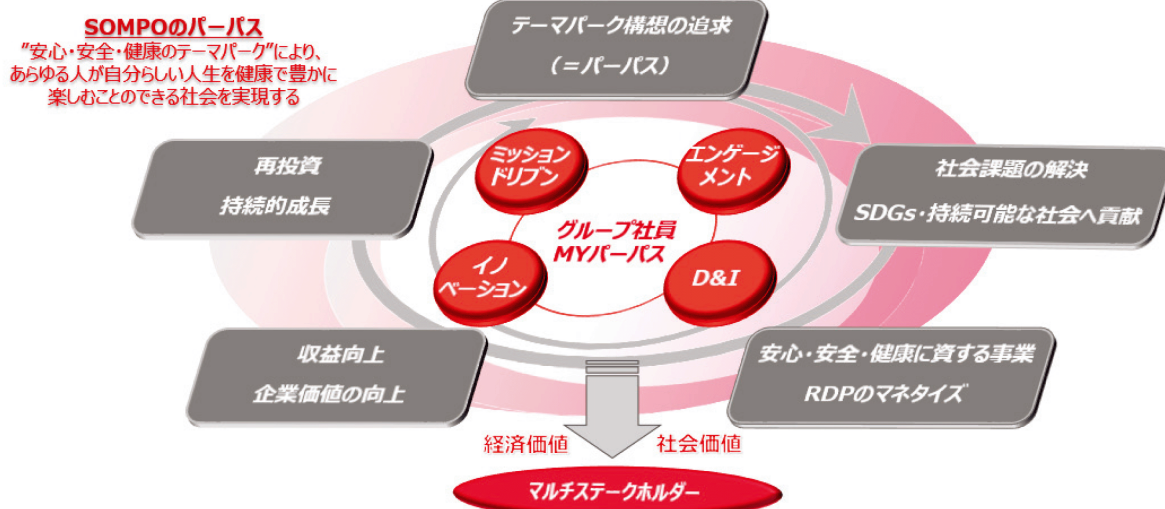 SOMPOのパーパス
”安心・安全・健康のテーマパーク”により、
あらゆる人が自分らしい人生を健康で豊かに
楽しむことのできる社会を実現する
テーマパーク構想の追求
(=パーパス)
再投資
持続的成長
ミッション
ドリブン
エンゲージ
メント
社会課題の解決
SDGs・持続可能な社会へ貢献
グループ社員
MYパーパス
イノ
ベーション
D&I
収益向上
企業価値の向上
安心・安全・健康に資する事業
RDPのマネタイズ
経済価値
社会価値
マルチステークホルダー